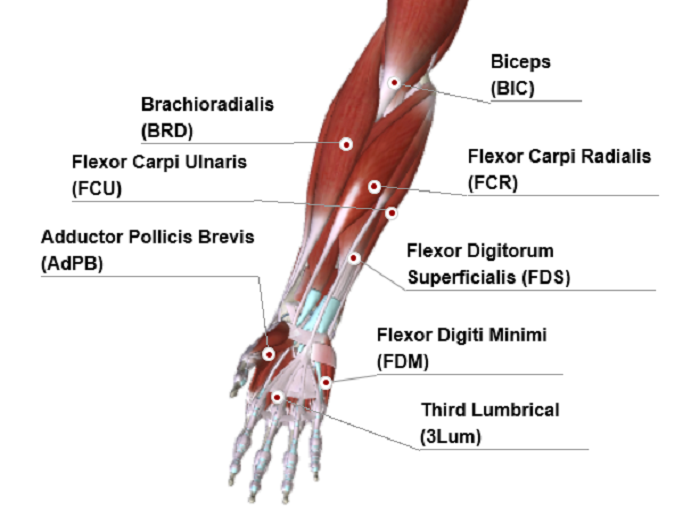 Biceps
(BIC)
Brachioradialis
(BRD)
Flexor Carpi Ulnaris
(FCU)
Flexor Carpi Radialis
(FCR)
Adductor Pollicis Brevis
(AdPB)
Flexor Digitorum
Superficialis (FDS)
Flexor Digiti Minimi
(FDM)
Third Lumbrical
(3Lum)